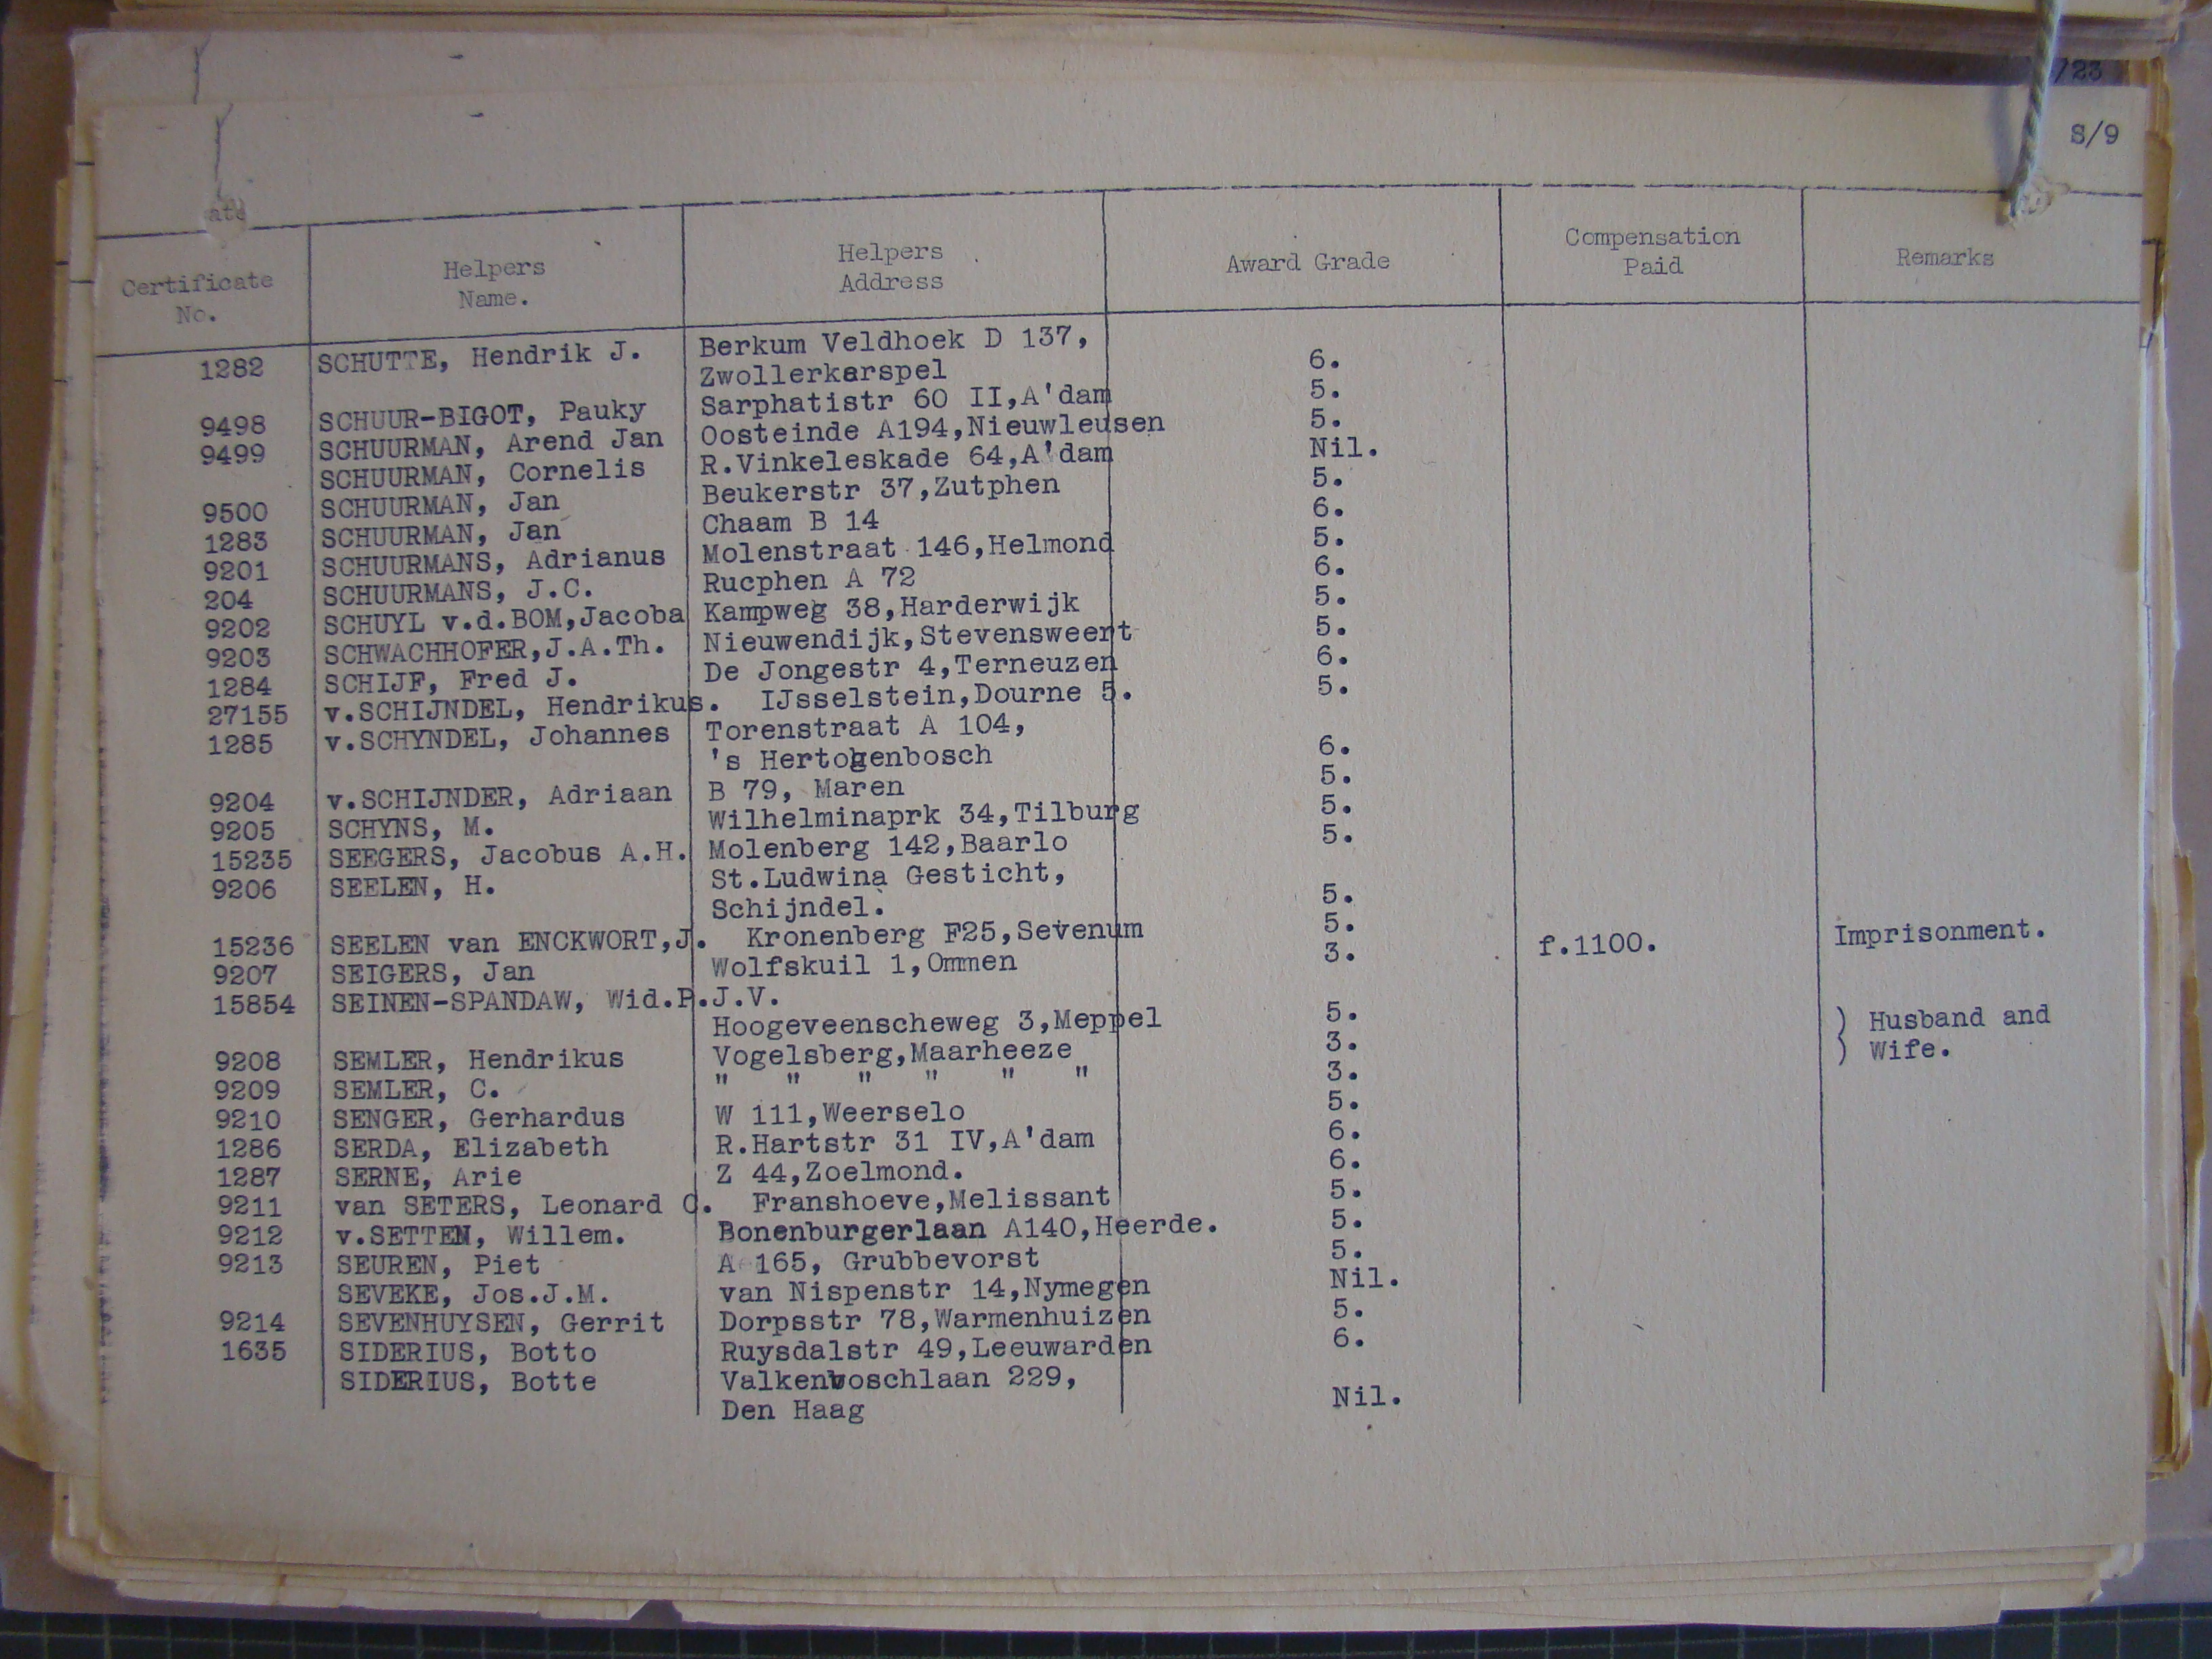 /23
S/9
Certificate No. Helpers Name. Helpers Address Award Grade Compensation Paid Remarks
1282 SCHUTTE, Hendrik J. Berkum Veldhoek D 137,
Zwollerkarspel 6.
9498 SCHUUR-BIGOT, Pauky Sarphatistr 60 II,A'dam 5.
9499 SCHUURMAN, Arend Jan Oosteinde A194,Nieuwleusen 5.
SCHUURMAN, Cornelis R.Vinkeleskade 64,A'dam Nil.
9500 SCHUURMAN, Jan Beukerstr 37,Zutphen 5.
1283 SCHUURMAN, Jan Chaam B 14 6.
9201 SCHUURMANS, Adrianus Molenstraat 146,Helmond 5.
204 SCHUURMANS, J.C. Rucphen A 72 6.
9202 SCHUYL v.d.BOM,Jacoba Kampweg 38,Harderwijk 5.
9203 SCHWACHHOFER,J.A.Th. Nieuwendijk,Stevensweert 5.
1284 SCHIJF, Fred J. De Jongestr 4,Terneuzen 6.
27155 v.SCHIJNDEL, Hendrikus. IJsselstein,Dourne 5. 5.
1285 v.SCHYNDEL, Johannes Torenstraat A 104,
's Hertogenbosch 6.
9204 v.SCHIJNDER, Adriaan B 79, Maren 5.
9205 SCHYNS, M. Wilhelminaprk 34,Tilburg 5.
15235 SEEGERS, Jacobus A.H. Molenberg 142,Baarlo 5.
9206 SEELEN, H. St.Ludwina Gesticht,
Schijndel. 5.
15236 SEELEN van ENCKWORT,J. Kronenberg F25,Sevenum 5.
9207 SEIGERS, Jan Wolfskuil 1,Ommen 3. f.1100. Imprisonment.
15854 SEINEN-SPANDAW, Wid.P.J.V.
Hoogeveenscheweg 3,Meppel 5.
9208 SEMLER, Hendrikus Vogelsberg,Maarheeze 3. ) Husband and
9209 SEMLER, C. " " " " " " 3. ) Wife.
9210 SENGER, Gerhardus W 111,Weerselo 5.
1286 SERDA, Elizabeth R.Hartstr 31 IV,A'dam 6.
1287 SERNE, Arie Z 44,Zoelmond. 6.
9211 van SETERS, Leonard C. Franshoeve,Melissant 5.
9212 v.SETTEN, Willem. Bonenburgerlaan A140,Heerde. 5.
9213 SEUREN, Piet A 165, Grubbevorst 5.
SEVEKE, Jos.J.M. van Nispenstr 14,Nymegen Nil.
9214 SEVENHUYSEN, Gerrit Dorpsstr 78,Warmenhuizen 5.
1635 SIDERIUS, Botto Ruysdalstr 49,Leeuwarden 6.
SIDERIUS, Botte Valkenboschlaan 229,
Den Haag Nil.